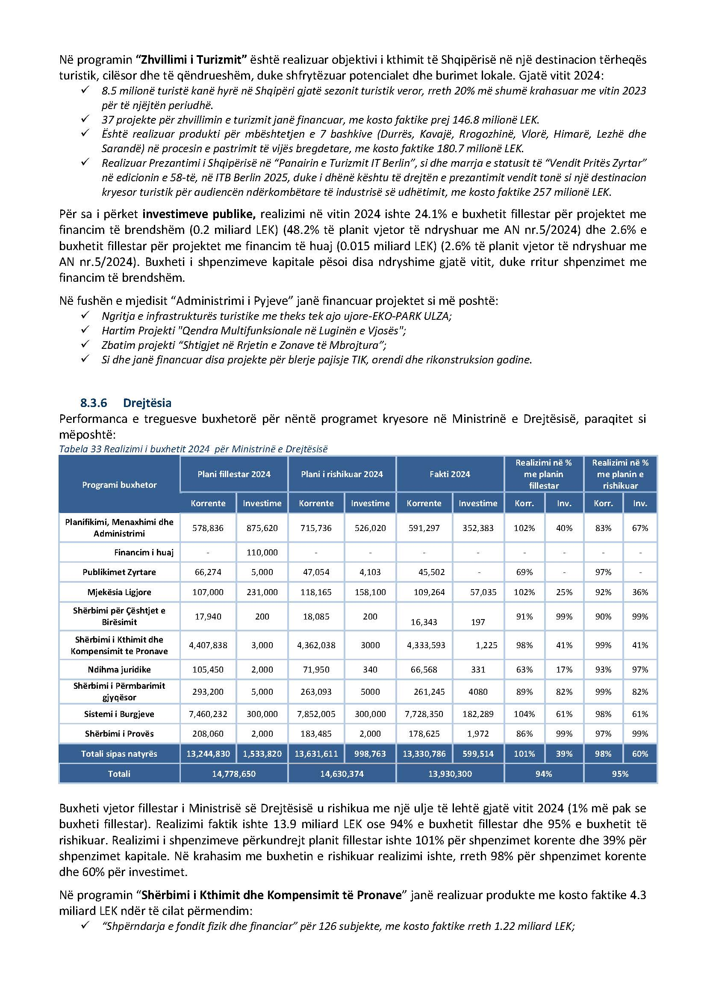 Në programin “Zhvillimi i Turizmit” është realizuar objektivi i kthimit të Shqipërisë në një destinacion tërheqës
turistik, cilësor dhe të qëndrueshëm, duke shfrytëzuar potencialet dhe burimet lokale. Gjatë vitit 2024:
✓ 8.5 milionë turistë kanë hyrë në Shqipëri gjatë sezonit turistik veror, rreth 20% më shumë krahasuar me vitin 2023
për të njëjtën periudhë.
✓ 37 projekte për zhvillimin e turizmit janë financuar, me kosto faktike prej 146.8 milionë LEK.
✓ Është realizuar produkti për mbështetjen e 7 bashkive (Durrës, Kavajë, Rrogozhinë, Vlorë, Himarë, Lezhë dhe
Sarandë) në procesin e pastrimit të vijës bregdetare, me kosto faktike 180.7 milionë LEK.
✓ Realizuar Prezantimi i Shqipërisë në “Panairin e Turizmit IT Berlin”, si dhe marrja e statusit të “Vendit Pritës Zyrtar”
në edicionin e 58-të, në ITB Berlin 2025, duke i dhënë kështu të drejtën e prezantimit vendit tonë si një destinacion
kryesor turistik për audiencën ndërkombëtare të industrisë së udhëtimit, me kosto faktike 257 milionë LEK.
Për sa i përket investimeve publike, realizimi në vitin 2024 ishte 24.1% e buxhetit fillestar për projektet me
financim të brendshëm (0.2 miliard LEK) (48.2% të planit vjetor të ndryshuar me AN nr.5/2024) dhe 2.6% e
buxhetit fillestar për projektet me financim të huaj (0.015 miliard LEK) (2.6% të planit vjetor të ndryshuar me
AN nr.5/2024). Buxheti i shpenzimeve kapitale pësoi disa ndryshime gjatë vitit, duke rritur shpenzimet me
financim të brendshëm.
Në fushën e mjedisit “Administrimi i Pyjeve” janë financuar projektet si më poshtë:
✓ Ngritja e infrastrukturës turistike me theks tek ajo ujore-EKO-PARK ULZA;
✓ Hartim Projekti "Qendra Multifunksionale në Luginën e Vjosës";
✓ Zbatim projekti “Shtigjet në Rrjetin e Zonave të Mbrojtura”;
✓ Si dhe janë financuar disa projekte për blerje pajisje TIK, orendi dhe rikonstruksion godine.
8.3.6 Drejtësia
Performanca e treguesve buxhetorë për nëntë programet kryesore në Ministrinë e Drejtësisë, paraqitet si
mëposhtë:
Tabela 33 Realizimi i buxhetit 2024 për Ministrinë e Drejtësisë
Programi buxhetor Plani fillestar 2024 Plani i rishikuar 2024 Fakti 2024 Realizimi në % me planin fillestar Realizimi në % me planin e rishikuar
Korrente Investime Korrente Investime Korrente Investime Korr. Inv. Korr. Inv.
Planifikimi, Menaxhimi dhe Administrimi 578,836 875,620 715,736 526,020 591,297 352,383 102% 40% 83% 67%
Financim i huaj - 110,000 - - - - - - - -
Publikimet Zyrtare 66,274 5,000 47,054 4,103 45,502 - 69% - 97% -
Mjekësia Ligjore 107,000 231,000 118,165 158,100 109,264 57,035 102% 25% 92% 36%
Shërbimi për Çështjet e Birësimit 17,940 200 18,085 200 16,343 197 91% 99% 90% 99%
Shërbimi i Kthimit dhe Kompensimit te Pronave 4,407,838 3,000 4,362,038 3000 4,333,593 1,225 98% 41% 99% 41%
Ndihma juridike 105,450 2,000 71,950 340 66,568 331 63% 17% 93% 97%
Shërbimi i Përmbarimit gjyqësor 293,200 5,000 263,093 5000 261,245 4080 89% 82% 99% 82%
Sistemi i Burgjeve 7,460,232 300,000 7,852,005 300,000 7,728,350 182,289 104% 61% 98% 61%
Shërbimi i Provës 208,060 2,000 183,485 2,000 178,625 1,972 86% 99% 97% 99%
Totali sipas natyrës 13,244,830 1,533,820 13,631,611 998,763 13,330,786 599,514 101% 39% 98% 60%
Totali 14,778,650 14,630,374 13,930,300 94% 95%
Buxheti vjetor fillestar i Ministrisë së Drejtësisë u rishikua me një ulje të lehtë gjatë vitit 2024 (1% më pak se
buxheti fillestar). Realizimi faktik ishte 13.9 miliard LEK ose 94% e buxhetit fillestar dhe 95% e buxhetit të
rishikuar. Realizimi i shpenzimeve përkundrejt planit fillestar ishte 101% për shpenzimet korente dhe 39% për
shpenzimet kapitale. Në krahasim me buxhetin e rishikuar realizimi ishte, rreth 98% për shpenzimet korente
dhe 60% për investimet.
Në programin “Shërbimi i Kthimit dhe Kompensimit të Pronave” janë realizuar produkte me kosto faktike 4.3
miliard LEK ndër të cilat përmendim:
✓ “Shpërndarja e fondit fizik dhe financiar” për 126 subjekte, me kosto faktike rreth 1.22 miliard LEK;